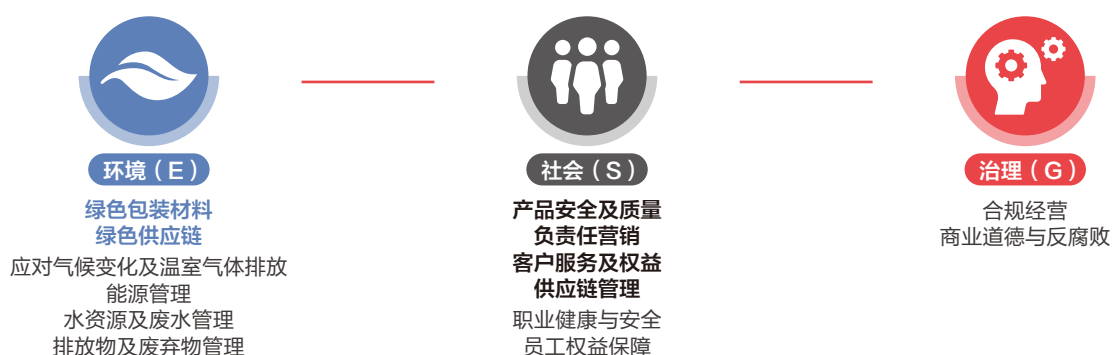 环境（E）
绿色包装材料
绿色供应链
应对气候变化及温室气体排放
能源管理
水资源及废水管理
排放物及废弃物管理
社会（S）
产品安全及质量
负责任营销
客户服务及权益
供应链管理
职业健康与安全
员工权益保障
治理（G）
合规经营
商业道德与反腐败